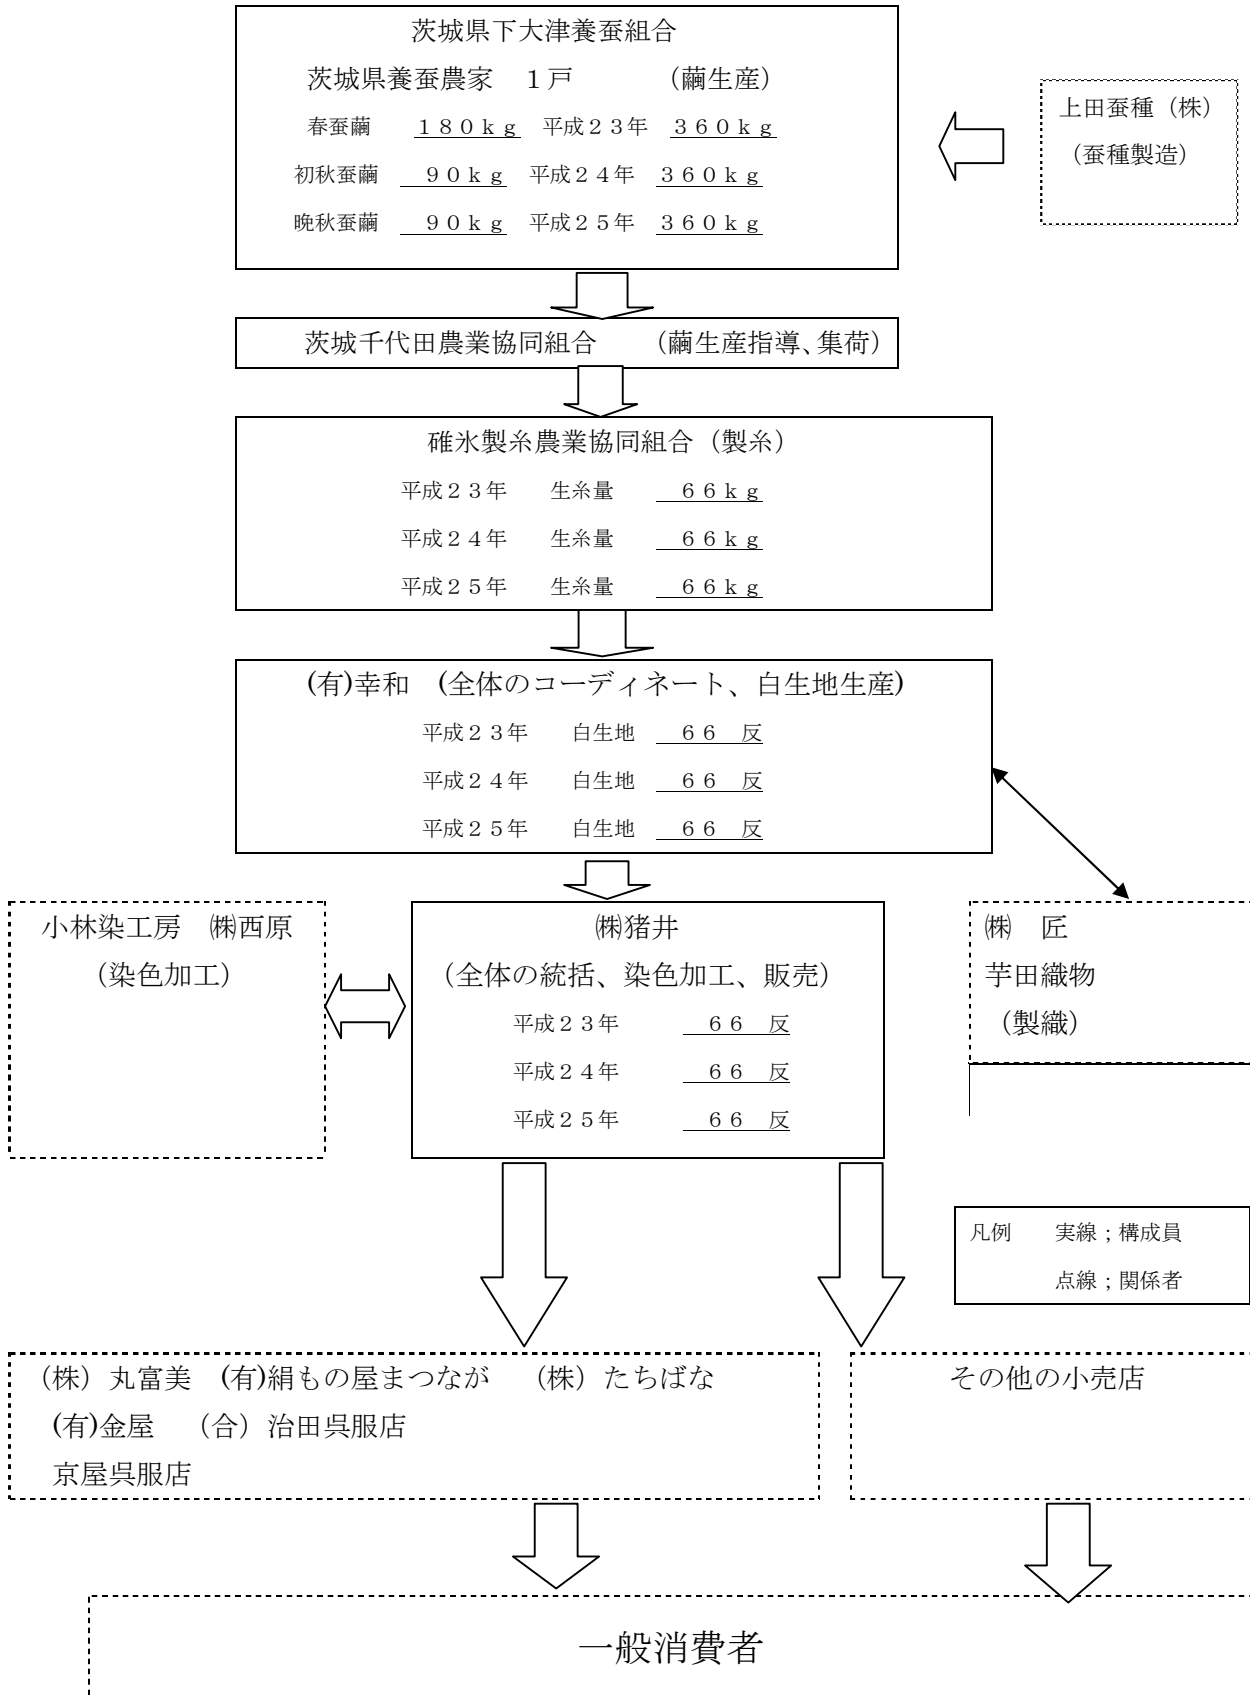 茨城県下大津養蚕組合
茨城県養蚕農家　１戸　　　（繭生産）
春蚕繭　１８０ｋｇ　平成２３年　３６０ｋｇ
初秋蚕繭　９０ｋｇ　平成２４年　３６０ｋｇ
晩秋蚕繭　９０ｋｇ　平成２５年　３６０ｋｇ
上田蚕種（株）
（蚕種製造）
茨城千代田農業協同組合　　（繭生産指導、集荷）
碓氷製糸農業協同組合（製糸）
平成２３年　　生糸量　　６６ｋｇ
平成２４年　　生糸量　　６６ｋｇ
平成２５年　　生糸量　　６６ｋｇ
(有)幸和　(全体のコーディネート、白生地生産)
平成２３年　　白生地　　６６　反
平成２４年　　白生地　　６６　反
平成２５年　　白生地　　６６　反
小林染工房　㈱西原
（染色加工）
㈱猪井
（全体の統括、染色加工、販売）
平成２３年　　　６６　反
平成２４年　　　６６　反
平成２５年　　　６６　反
㈱　匠
芋田織物
（製織）
凡例　　実線；構成員
点線；関係者
（株）丸富美　(有)絹もの屋まつなが　（株）たちばな
(有)金屋　（合）治田呉服店
京屋呉服店
その他の小売店
一般消費者